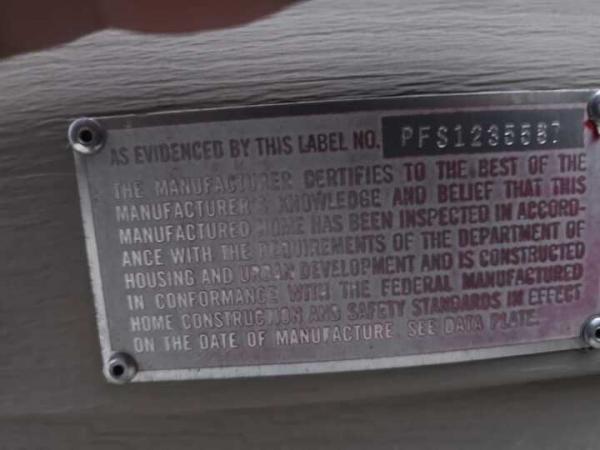 AS EVIDENCED BY THIS LABEL NO. PFS1235587
THE MANUFACTURER CERTIFIES TO THE BEST OF THE
MANUFACTURER'S KNOWLEDGE AND BELIEF THAT THIS
MANUFACTURED HOME HAS BEEN INSPECTED IN ACCORD-
ANCE WITH THE REQUIREMENTS OF THE DEPARTMENT OF
HOUSING AND URBAN DEVELOPMENT AND IS CONSTRUCTED
IN CONFORMANCE WITH THE FEDERAL MANUFACTURED
HOME CONSTRUCTION AND SAFETY STANDARDS IN EFFECT
ON THE DATE OF MANUFACTURE. SEE DATA PLATE.